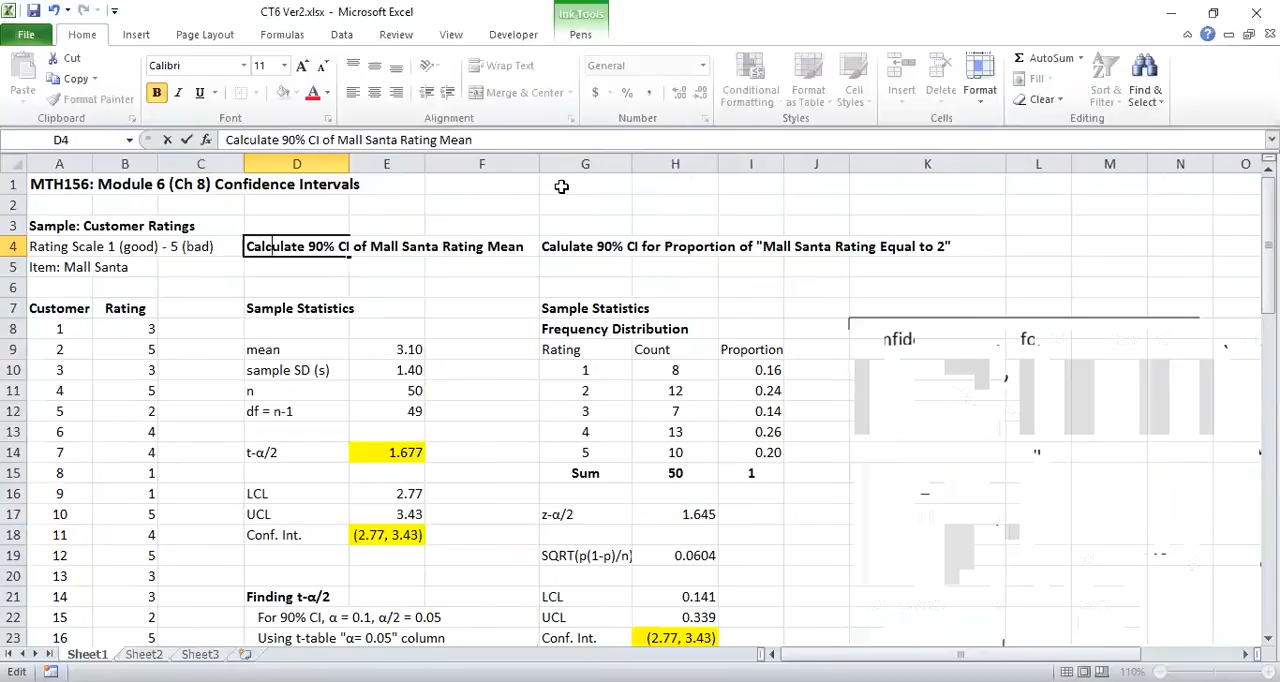 CT6 Ver2.xlsx - Microsoft Excel
Ink Tools
File Home Insert Page Layout Formulas Data Review View Developer Pens
Paste
Cut
Copy
Format Painter
Clipboard
Calibri 11
B I U
Font
Wrap Text
Merge & Center
Alignment
General
$ % ,
Number
Conditional Formatting
Format as Table
Cell Styles
Styles
Insert Delete Format
Cells
Σ AutoSum
Fill
Clear
Sort & Filter
Find & Select
Editing
D4 fx Calculate 90% CI of Mall Santa Rating Mean
A B C D E F G H I J K L M N O
1 MTH156: Module 6 (Ch 8) Confidence Intervals
2
3 Sample: Customer Ratings
4 Rating Scale 1 (good) - 5 (bad) Calculate 90% CI of Mall Santa Rating Mean Calulate 90% CI for Proportion of "Mall Santa Rating Equal to 2"
5 Item: Mall Santa
6
7 Customer Rating Sample Statistics Sample Statistics
8 1 3 Frequency Distribution
9 2 5 mean 3.10 Rating Count Proportion
10 3 3 sample SD (s) 1.40 1 8 0.16
11 4 5 n 50 2 12 0.24
12 5 2 df = n-1 49 3 7 0.14
13 6 4 4 13 0.26
14 7 4 t-α/2 1.677 5 10 0.20
15 8 1 Sum 50 1
16 9 1 LCL 2.77
17 10 5 UCL 3.43 z-α/2 1.645
18 11 4 Conf. Int. (2.77, 3.43)
19 12 5 SQRT(p(1-p)/n) 0.0604
20 13 3
21 14 3 Finding t-α/2 LCL 0.141
22 15 2 For 90% CI, α = 0.1, α/2 = 0.05 UCL 0.339
23 16 5 Using t-table "α= 0.05" column Conf. Int. (2.77, 3.43)
Sheet1 Sheet2 Sheet3
Edit 110%